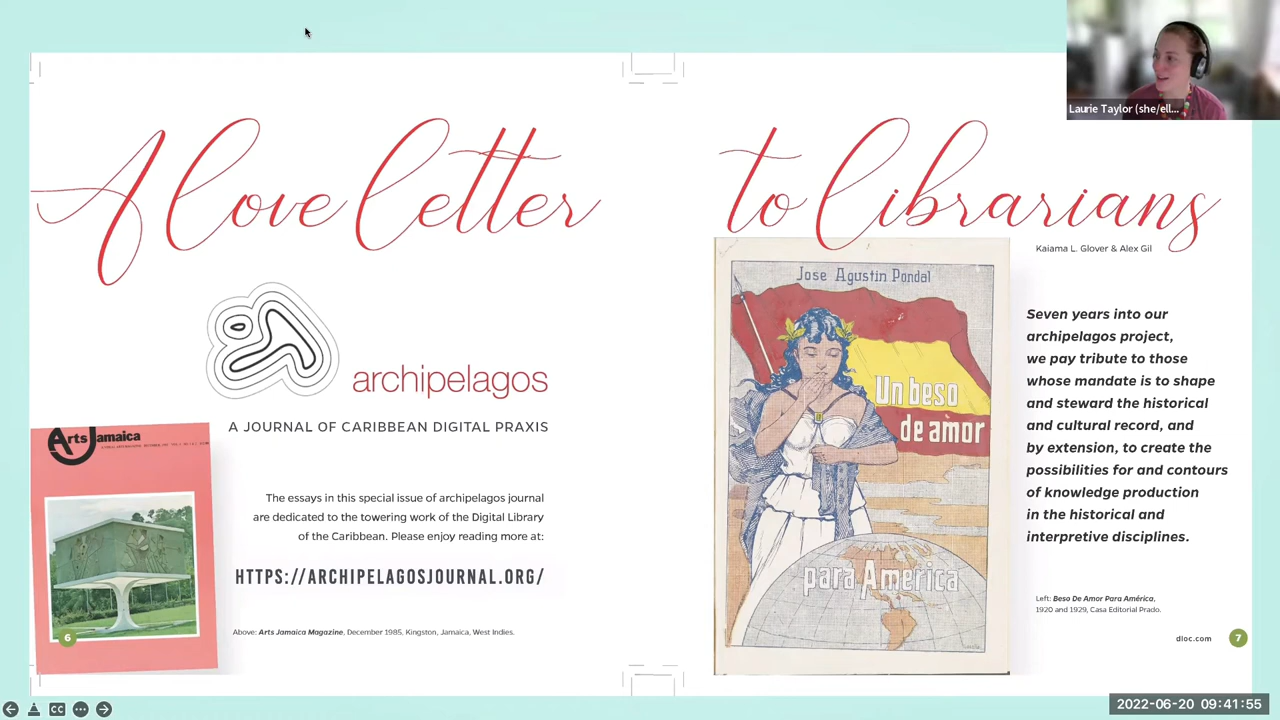 Laurie Taylor (she/ell...
A love letter
to librarians
Kaiama L. Glover & Alex Gil
archipelagos
A JOURNAL OF CARIBBEAN DIGITAL PRAXIS
Arts Jamaica
The essays in this special issue of archipelagos journal
are dedicated to the towering work of the Digital Library
of the Caribbean. Please enjoy reading more at:
HTTPS://ARCHIPELAGOSJOURNAL.ORG/
Above: Arts Jamaica Magazine, December 1985, Kingston, Jamaica, West Indies.
6
Jose Agustin Pondal
Un beso
de amor
para America
Seven years into our
archipelagos project,
we pay tribute to those
whose mandate is to shape
and steward the historical
and cultural record, and
by extension, to create the
possibilities for and contours
of knowledge production
in the historical and
interpretive disciplines.
Left: Beso De Amor Para América,
1920 and 1929, Casa Editorial Prado.
dloc.com
7
CC
2022-06-20 09:41:55